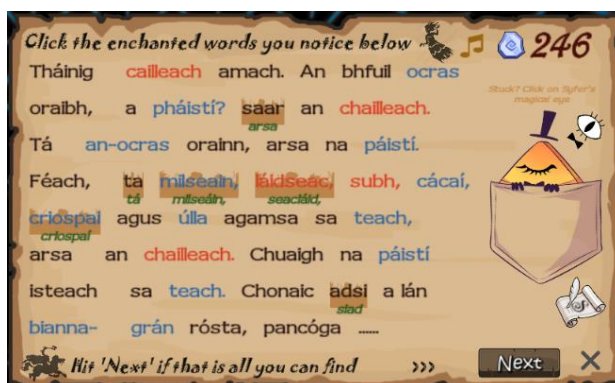 Click the enchanted words you notice below
246
Tháinig cailleach amach. An bhfuil ocras
Stuck? Click on Syfer's
magical eye
oraibh, a pháistí? saar an chailleach.
arsa
Tá an-ocras orainn, arsa na páistí.
Féach, ta milseain, láidseac, subh, cácaí,
tá milseáin, seacláid,
criospal agus úlla agamsa sa teach,
criospaí
arsa an chailleach. Chuaigh na páistí
isteach sa teach. Chonaic adsi a lán
siad
bianna- grán rósta, pancóga ......
Hit 'Next' if that is all you can find >>> Next